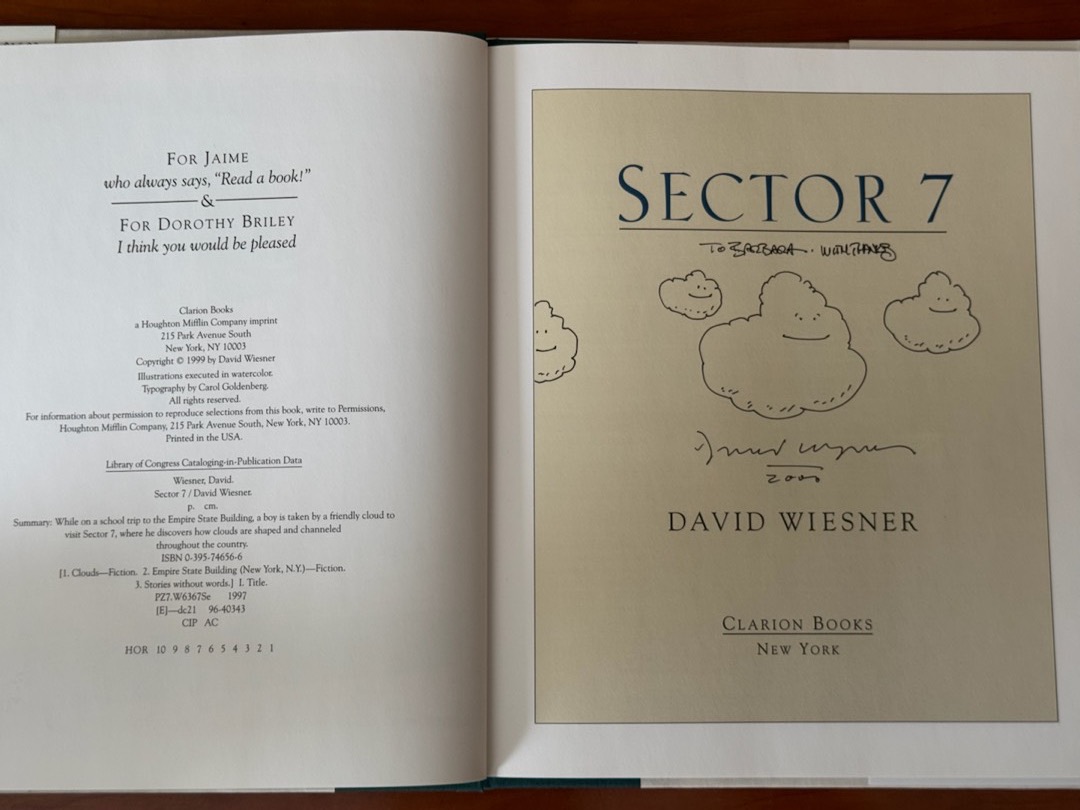 FOR JAIME
who always says, “Read a book!”
&
FOR DOROTHY BRILEY
I think you would be pleased
Clarion Books
a Houghton Mifflin Company imprint
215 Park Avenue South
New York, NY 10003
Copyright © 1999 by David Wiesner
Illustrations executed in watercolor.
Typography by Carol Goldenberg.
All rights reserved.
For information about permission to reproduce selections from this book, write to Permissions,
Houghton Mifflin Company, 215 Park Avenue South, New York, NY 10003.
Printed in the USA.
Library of Congress Cataloging-in-Publication Data
Wiesner, David.
Sector 7 / David Wiesner.
p. cm.
Summary: While on a school trip to the Empire State Building, a boy is taken by a friendly cloud to
visit Sector 7, where he discovers how clouds are shaped and channeled
throughout the country.
ISBN 0-395-74656-6
[1. Clouds—Fiction. 2. Empire State Building (New York, N.Y.)—Fiction.
3. Stories without words.] I. Title.
PZ7.W6367Se 1997
[E]—dc21 96-40343
CIP AC
HOR 10 9 8 7 6 5 4 3 2 1
SECTOR 7
TO BARBARA. WITH THANKS
David Wiesner
2000
DAVID WIESNER
CLARION BOOKS
NEW YORK